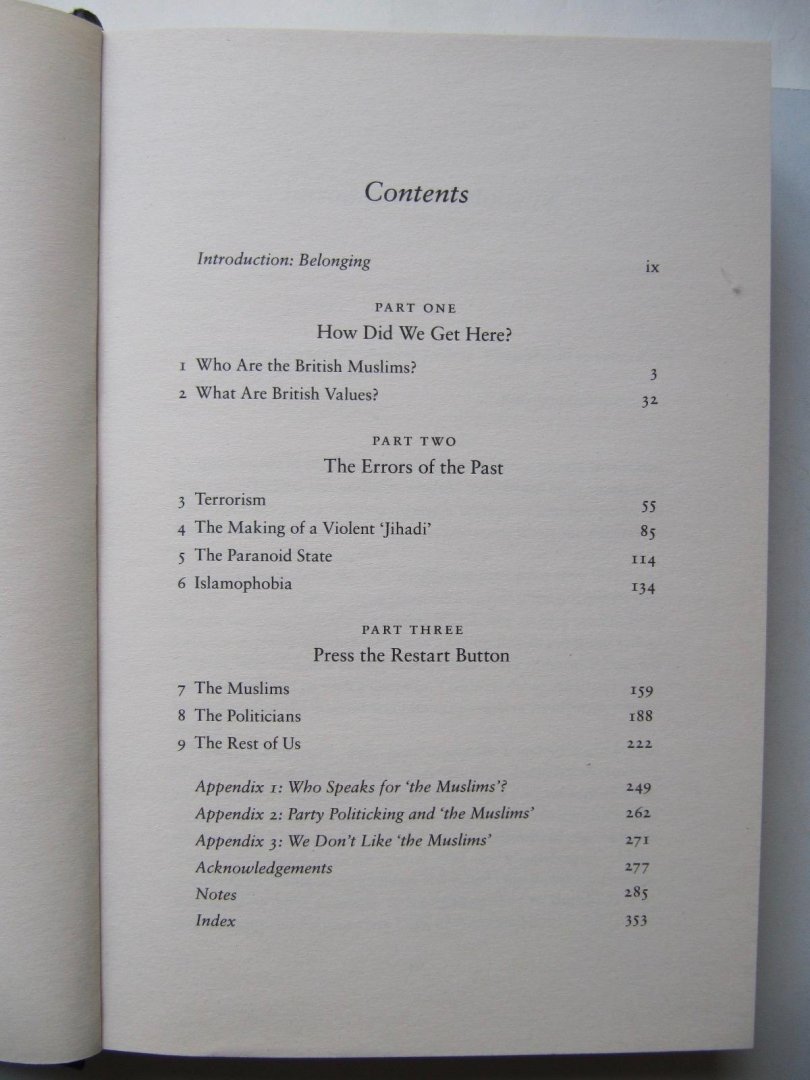 Contents
Introduction: Belonging ix
PART ONE
How Did We Get Here?
1 Who Are the British Muslims? 3
2 What Are British Values? 32
PART TWO
The Errors of the Past
3 Terrorism 55
4 The Making of a Violent ‘Jihadi’ 85
5 The Paranoid State 114
6 Islamophobia 134
PART THREE
Press the Restart Button
7 The Muslims 159
8 The Politicians 188
9 The Rest of Us 222
Appendix 1: Who Speaks for ‘the Muslims’? 249
Appendix 2: Party Politicking and ‘the Muslims’ 262
Appendix 3: We Don’t Like ‘the Muslims’ 271
Acknowledgements 277
Notes 285
Index 353